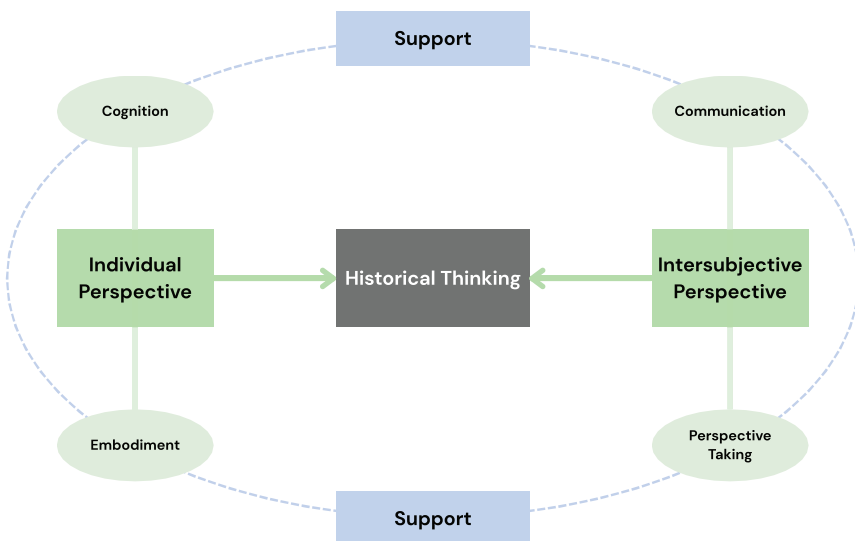 Support
Cognition
Communication
Individual
Perspective
Historical Thinking
Intersubjective
Perspective
Embodiment
Perspective
Taking
Support